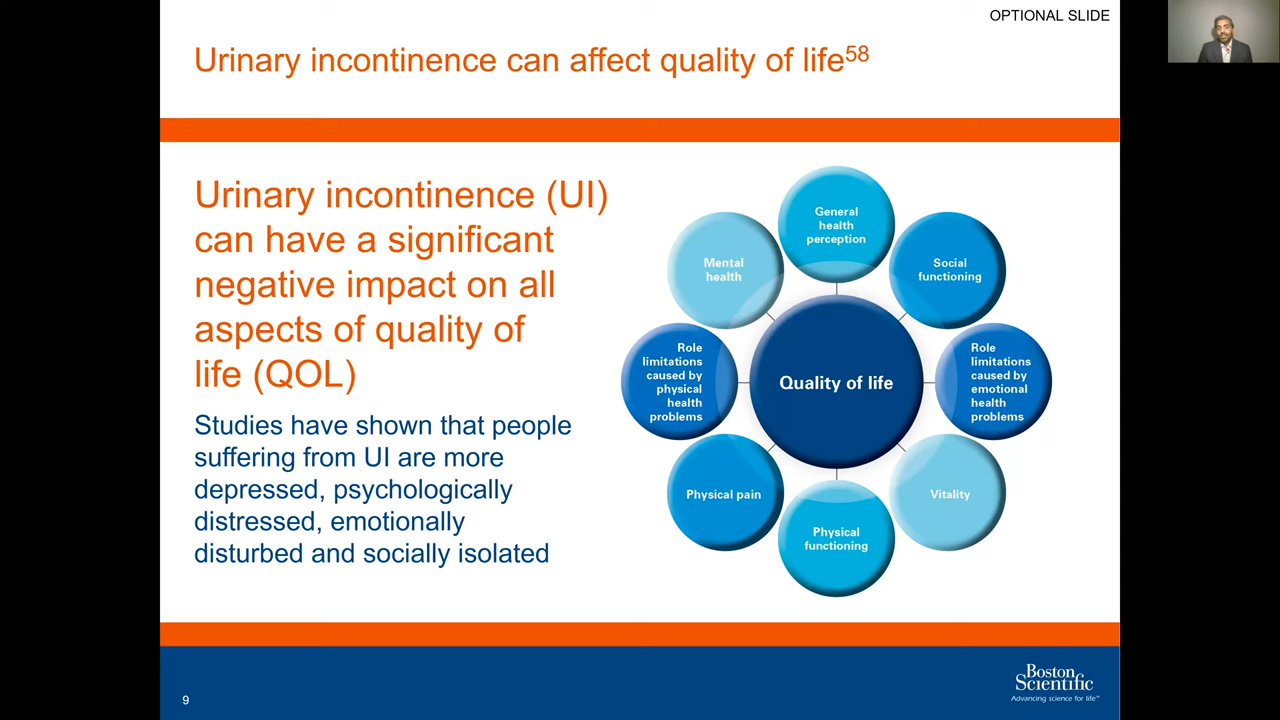 OPTIONAL SLIDE
Urinary incontinence can affect quality of life58
Urinary incontinence (UI)
can have a significant
negative impact on all
aspects of quality of
life (QOL)
Studies have shown that people
suffering from UI are more
depressed, psychologically
distressed, emotionally
disturbed and socially isolated
General
health
perception
Social
functioning
Role
limitations
caused by
emotional
health
problems
Vitality
Physical
functioning
Physical pain
Role
limitations
caused by
physical
health
problems
Mental
health
Quality of life
9
Boston
Scientific
Advancing science for life™